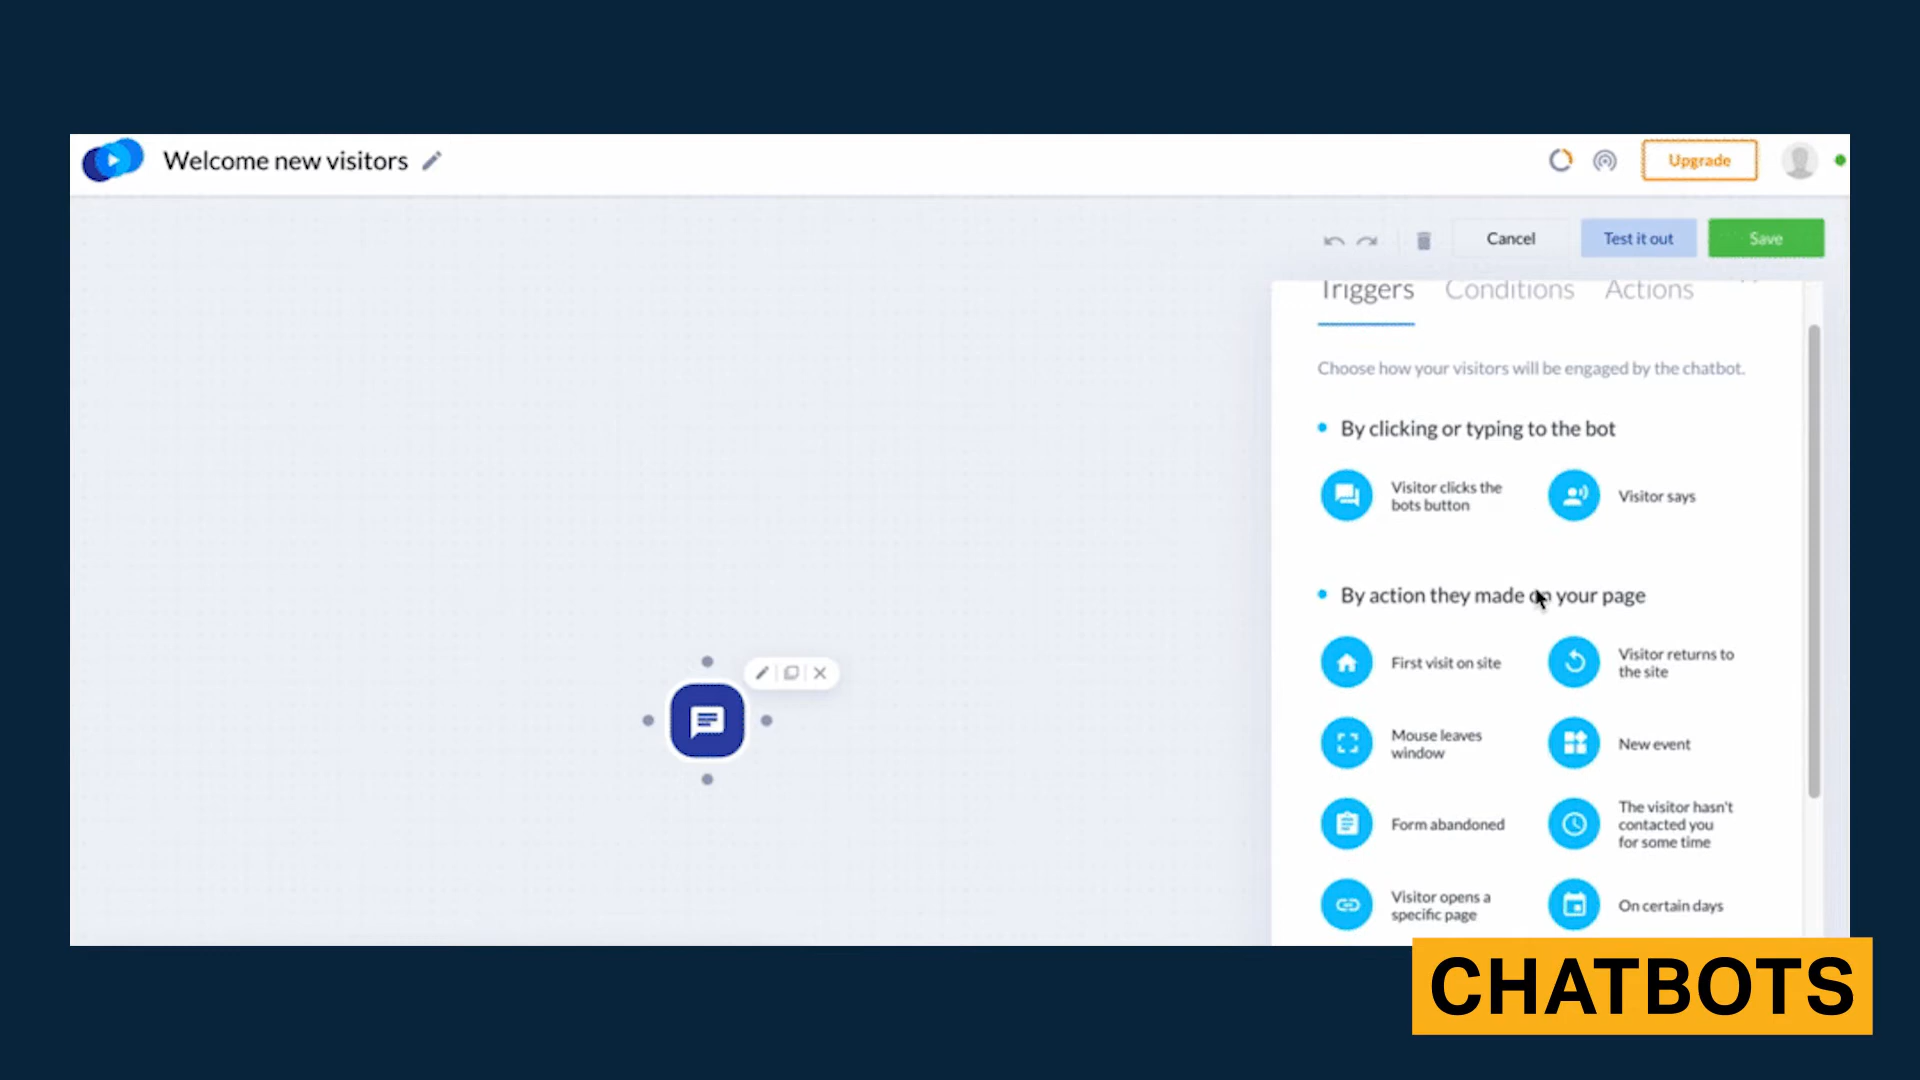 Welcome new visitors
Upgrade
Cancel
Test it out
Save
Triggers
Conditions
Actions
Choose how your visitors will be engaged by the chatbot.
By clicking or typing to the bot
Visitor clicks the
bots button
Visitor says
By action they made on your page
First visit on site
Visitor returns to
the site
Mouse leaves
window
New event
Form abandoned
The visitor hasn't
contacted you
for some time
Visitor opens a
specific page
On certain days
CHATBOTS